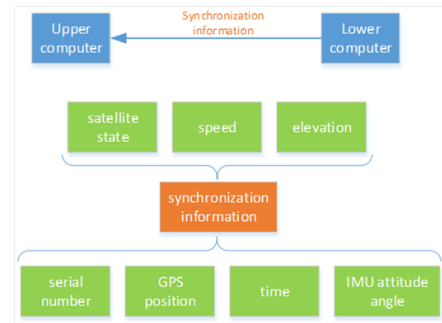 Synchronization
information
Upper
computer
Lower
computer
satellite
state
speed
elevation
synchronization
information
serial
number
GPS
position
time
IMU attitude
angle